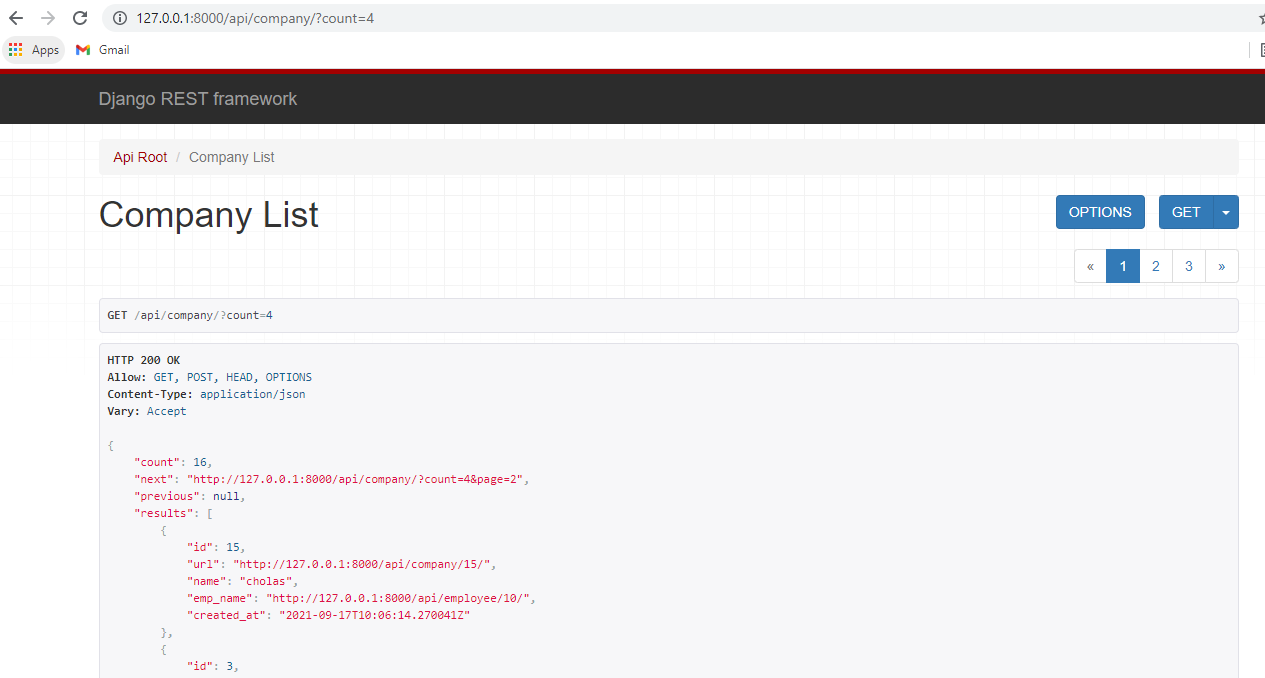 127.0.0.1:8000/api/company/?count=4
Apps Gmail
Django REST framework
Api Root / Company List
Company List
OPTIONS GET
« 1 2 3 »
GET /api/company/?count=4
HTTP 200 OK
Allow: GET, POST, HEAD, OPTIONS
Content-Type: application/json
Vary: Accept
{
"count": 16,
"next": "http://127.0.0.1:8000/api/company/?count=4&page=2",
"previous": null,
"results": [
{
"id": 15,
"url": "http://127.0.0.1:8000/api/company/15/",
"name": "cholas",
"emp_name": "http://127.0.0.1:8000/api/employee/10/",
"created_at": "2021-09-17T10:06:14.270041Z"
},
{
"id": 3,